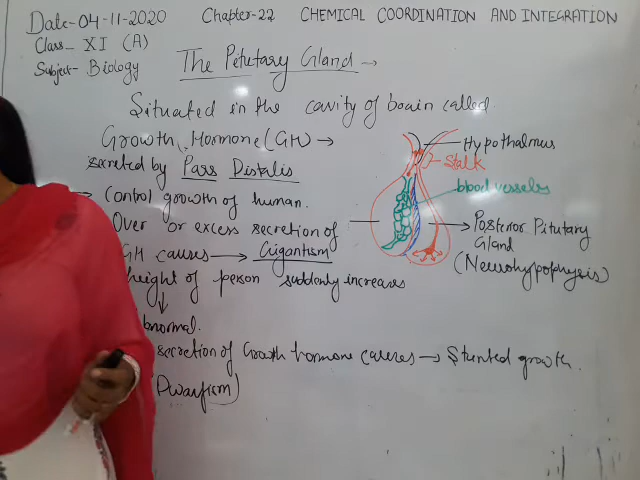 Date-04-11-2020 Chapter-22 CHEMICAL COORDINATION AND INTEGRATION
Class- XI (A)
Subject- Biology
The Pitutary Gland →
Situated in the cavity of brain called
Growth Hormone (GH) →
secreted by Pars Distalis
→ Control growth of human.
Over or excess secretion of
GH causes → Gigantism
height of person suddenly increases
↓
bnormal.
secretion of Growth hormone causes → Stunted growth.
(Dwarfism)
Hypothalmus
Stalk
blood vessels
Posterior Pitutary
Gland
(Neurohypophysis)